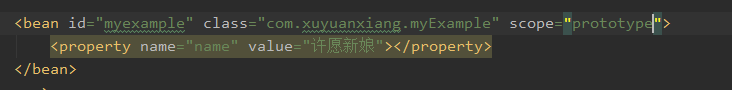 <bean id="myexample" class="com.xuyuanxiang.myExample" scope="prototype">
<property name="name" value="许愿新娘"></property>
</bean>